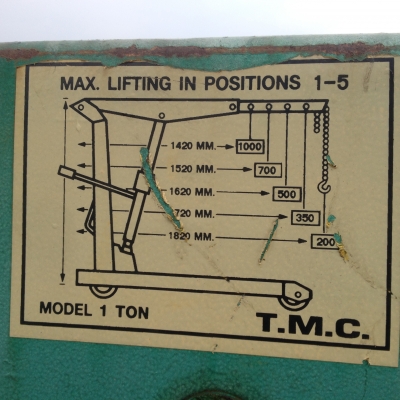 MAX. LIFTING IN POSITIONS 1-5
1420 MM. 1000
1520 MM. 700
1620 MM. 500
720 MM. 350
1820 MM. 200
MODEL 1 TON
T.M.C.